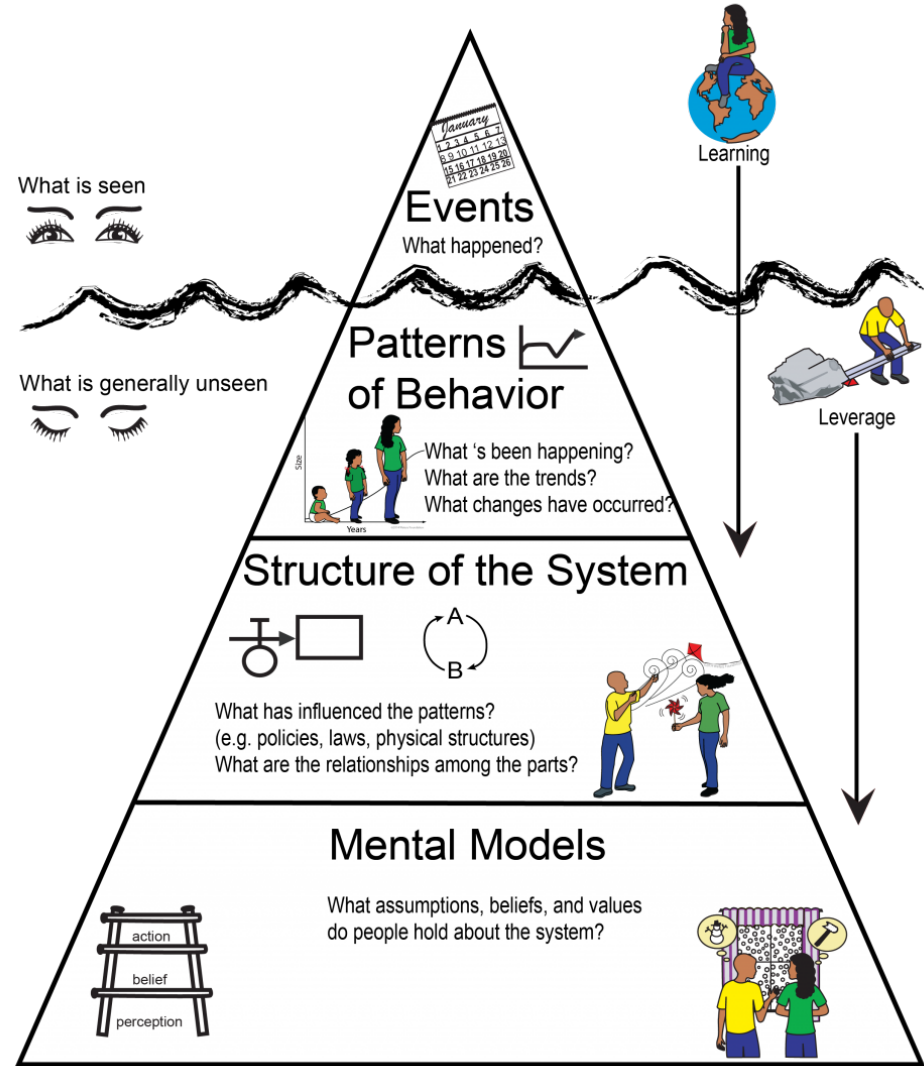 Learning
January
1 2 3 4 5 6 7
8 9 10 11 12 13
15 16 17 18 19 20
21 22 23 24 25 26
What is seen
Events
What happened?
Patterns
of Behavior
What is generally unseen
Leverage
What 's been happening?
What are the trends?
What changes have occurred?
Size
Years
Structure of the System
A
B
What has influenced the patterns?
(e.g. policies, laws, physical structures)
What are the relationships among the parts?
Mental Models
What assumptions, beliefs, and values
do people hold about the system?
action
belief
perception